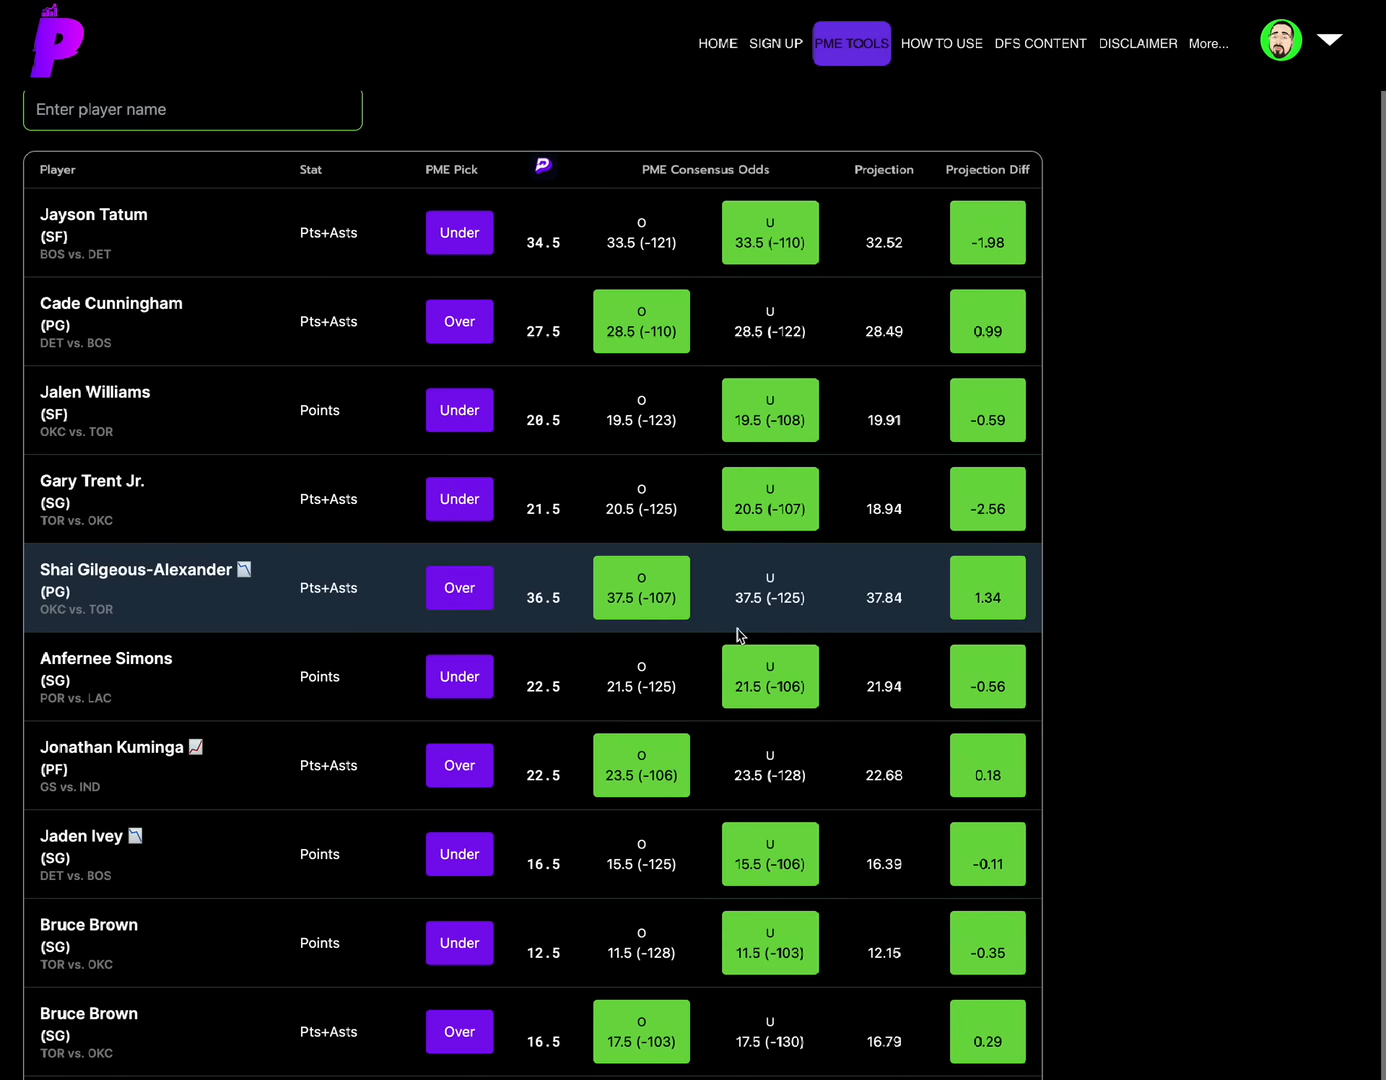 P
HOME SIGN UP PME TOOLS HOW TO USE DFS CONTENT DISCLAIMER More...
Enter player name
Player Stat PME Pick P PME Consensus Odds Projection Projection Diff
Jayson Tatum
(SF)
BOS vs. DET
Pts+Asts
Under
34.5
O
33.5 (-121)
U
33.5 (-110)
32.52
-1.98
Cade Cunningham
(PG)
DET vs. BOS
Pts+Asts
Over
27.5
O
28.5 (-110)
U
28.5 (-122)
28.49
0.99
Jalen Williams
(SF)
OKC vs. TOR
Points
Under
20.5
O
19.5 (-123)
U
19.5 (-108)
19.91
-0.59
Gary Trent Jr.
(SG)
TOR vs. OKC
Pts+Asts
Under
21.5
O
20.5 (-125)
U
20.5 (-107)
18.94
-2.56
Shai Gilgeous-Alexander
(PG)
OKC vs. TOR
Pts+Asts
Over
36.5
O
37.5 (-107)
U
37.5 (-125)
37.84
1.34
Anfernee Simons
(SG)
POR vs. LAC
Points
Under
22.5
O
21.5 (-125)
U
21.5 (-106)
21.94
-0.56
Jonathan Kuminga
(PF)
GS vs. IND
Pts+Asts
Over
22.5
O
23.5 (-106)
U
23.5 (-128)
22.68
0.18
Jaden Ivey
(SG)
DET vs. BOS
Points
Under
16.5
O
15.5 (-125)
U
15.5 (-106)
16.39
-0.11
Bruce Brown
(SG)
TOR vs. OKC
Points
Under
12.5
O
11.5 (-128)
U
11.5 (-103)
12.15
-0.35
Bruce Brown
(SG)
TOR vs. OKC
Pts+Asts
Over
16.5
O
17.5 (-103)
U
17.5 (-130)
16.79
0.29